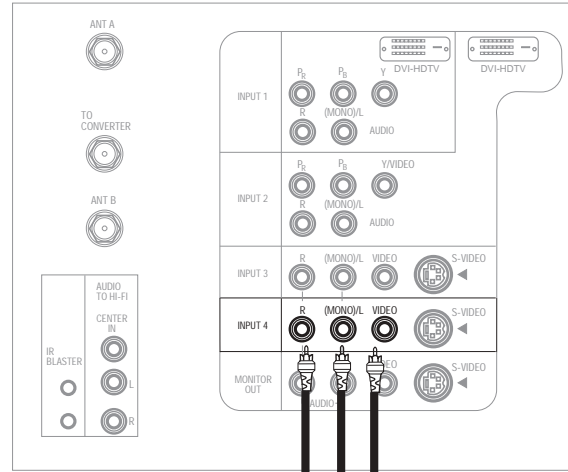 ANT A
TO
CONVERTER
ANT B
AUDIO
TO HI-FI
CENTER
IN
IR
BLASTER
L
R
DVI-HDTV
DVI-HDTV
INPUT 1
PR PB Y
R (MONO)/L AUDIO
INPUT 2
PR PB Y/VIDEO
R (MONO)/L AUDIO
INPUT 3
R (MONO)/L VIDEO S-VIDEO
INPUT 4
R (MONO)/L VIDEO S-VIDEO
MONITOR
OUT
S-VIDEO
AUDIO